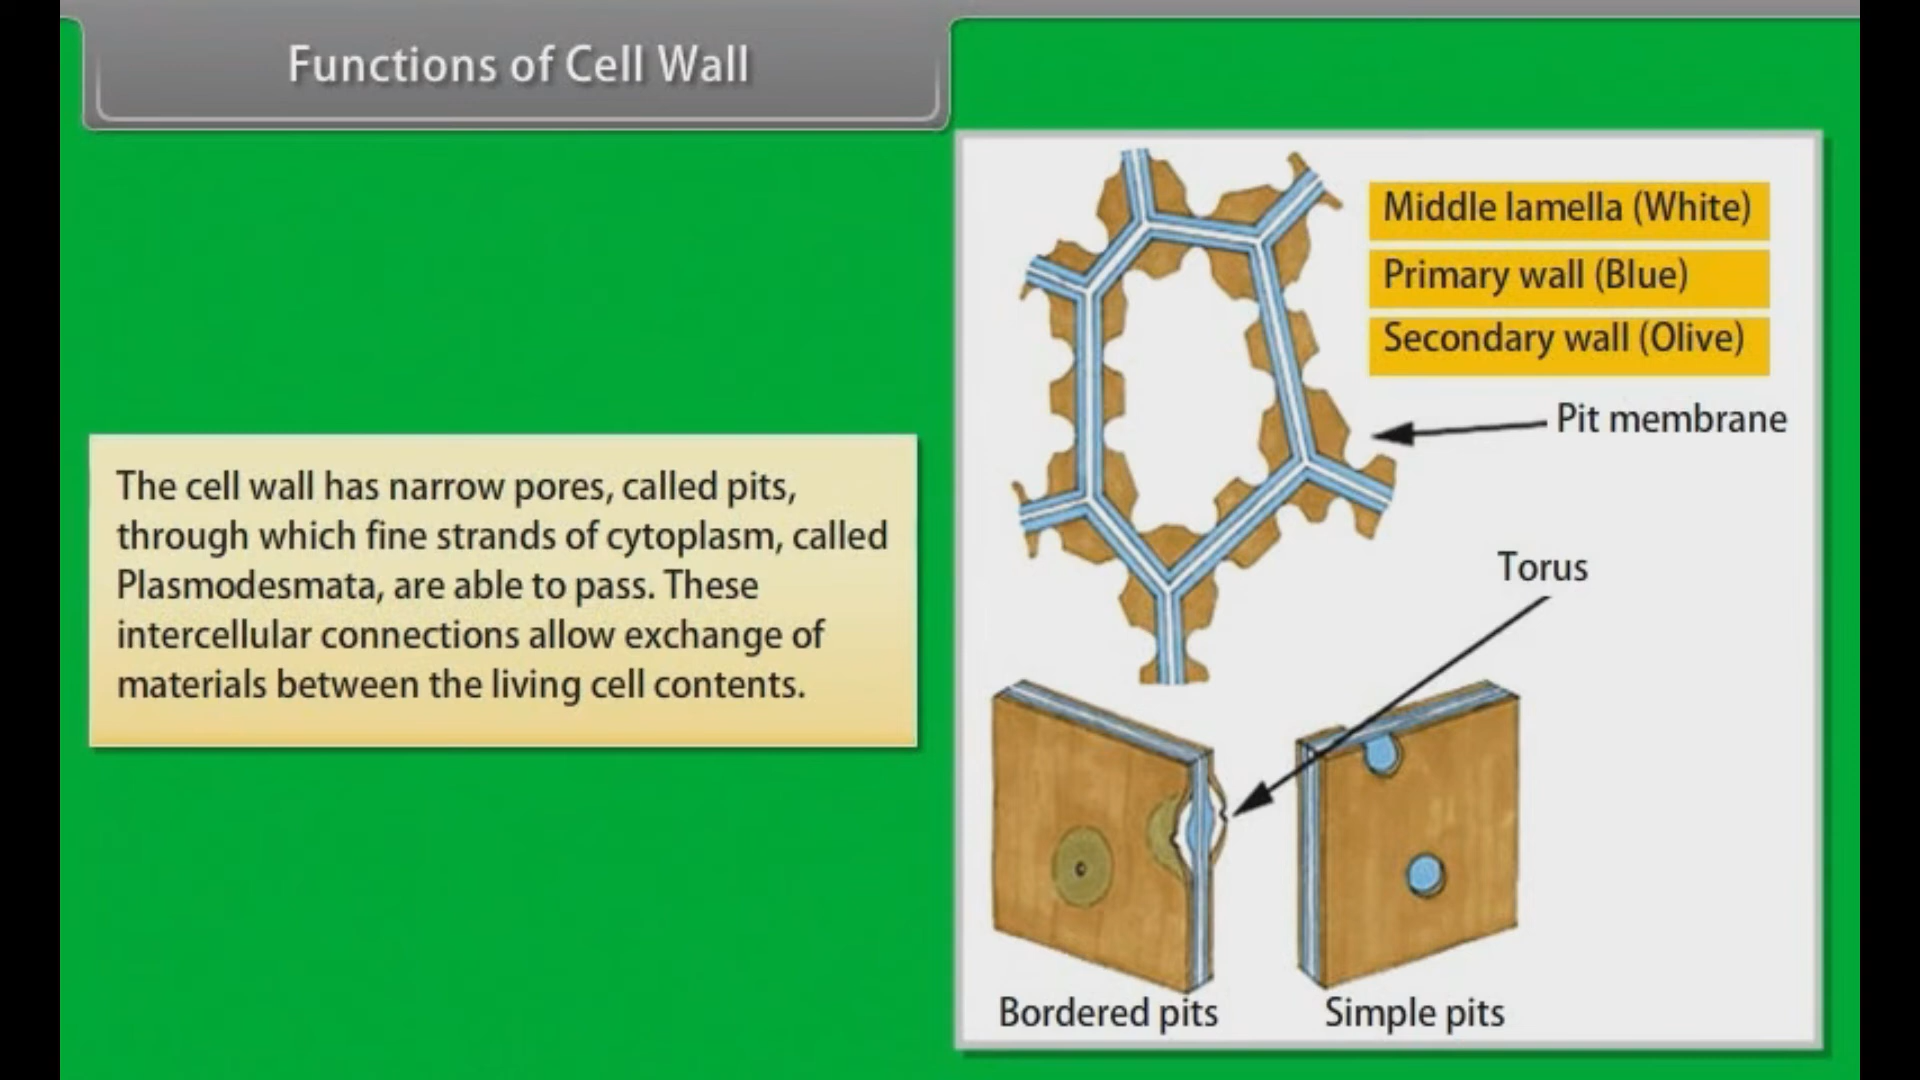 Functions of Cell Wall
The cell wall has narrow pores, called pits,
through which fine strands of cytoplasm, called
Plasmodesmata, are able to pass. These
intercellular connections allow exchange of
materials between the living cell contents.
Middle lamella (White)
Primary wall (Blue)
Secondary wall (Olive)
Pit membrane
Torus
Bordered pits
Simple pits